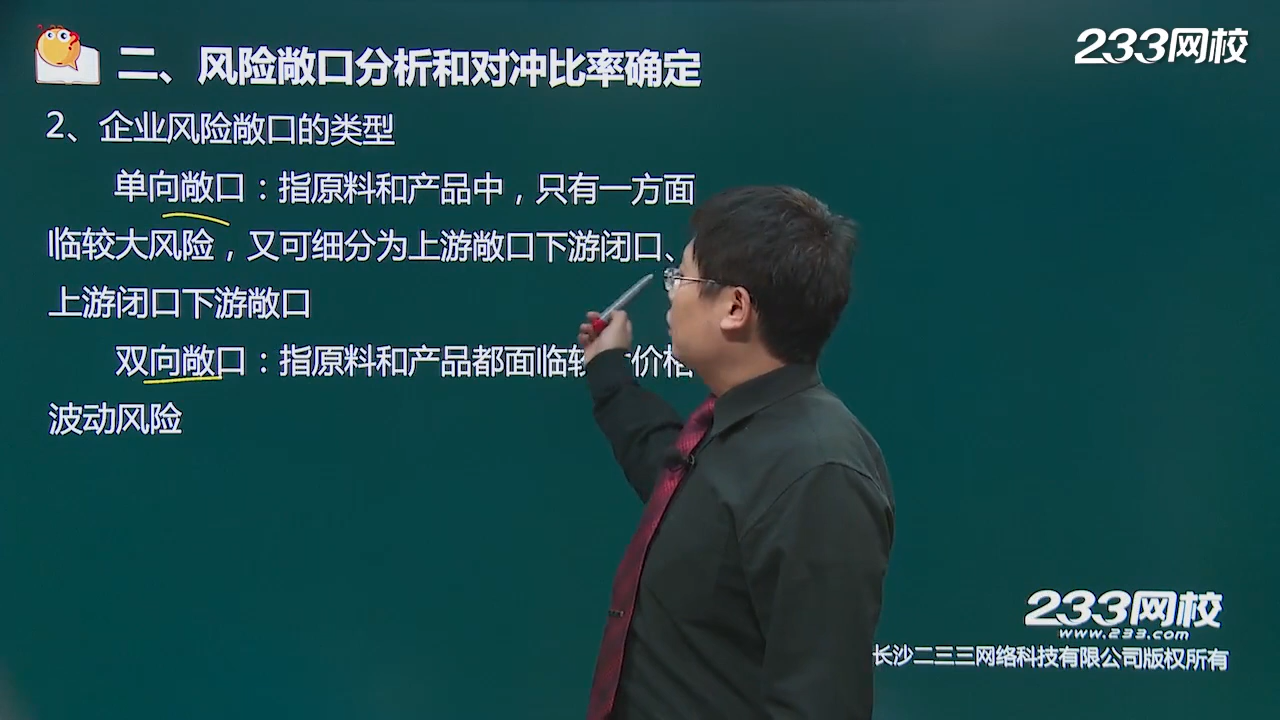 233网校
二、风险敞口分析和对冲比率确定
2、企业风险敞口的类型
单向敞口：指原料和产品中，只有一方面
临较大风险，又可细分为上游敞口下游闭口、
上游闭口下游敞口
双向敞口：指原料和产品都面临较 价格
波动风险
233网校
www.233.com
长沙二三三网络科技有限公司版权所有